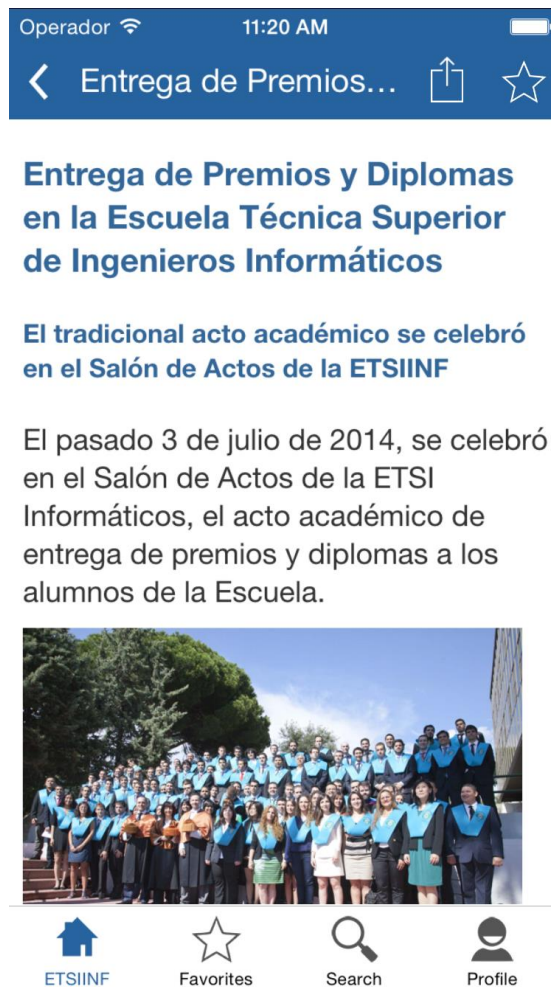 Operador 11:20 AM
Entrega de Premios...
Entrega de Premios y Diplomas
en la Escuela Técnica Superior
de Ingenieros Informáticos
El tradicional acto académico se celebró
en el Salón de Actos de la ETSIINF
El pasado 3 de julio de 2014, se celebró
en el Salón de Actos de la ETSI
Informáticos, el acto académico de
entrega de premios y diplomas a los
alumnos de la Escuela.
ETSIINF Favorites Search Profile